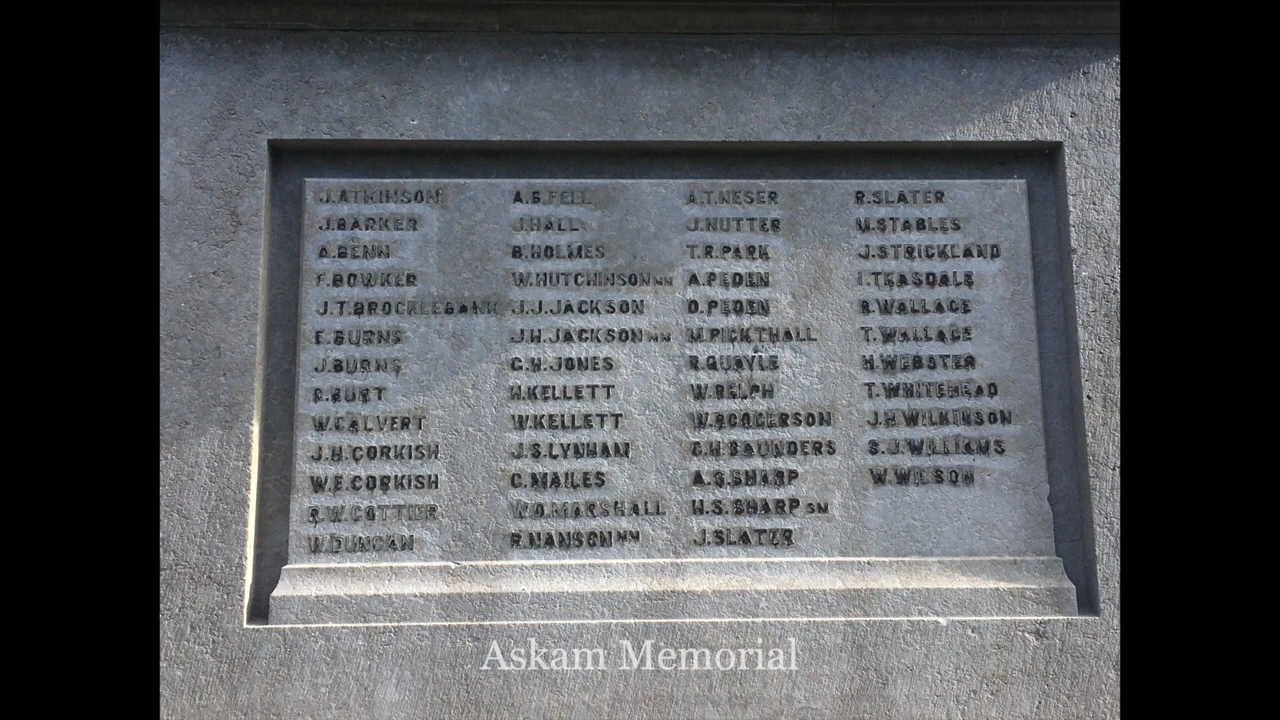 J.ATKINSON
J.BARKER
A.BENN
F.BOWKER
J.T.BROCKLEBANK
E.BURNS
J.BURNS
R.BURT
W.CALVERT
J.H.CORKISH
W.E.CORKISH
R.W.COTTIER
W.DUNCAN
A.B.FELL
J.HALL
B.HOLMES
W.HUTCHINSON MM
J.J.JACKSON
J.H.JACKSON MM
C.H.JONES
H.KELLETT
W.KELLETT
J.S.LYNHAM
C.MAILES
W.O.MARSHALL
R.NANSON MM
A.T.NESER
J.NUTTER
T.R.PARK
A.PEDEN
D.PEDEN
M.PICKTHALL
R.QUAYLE
W.RELPH
W.ROGERSON
C.H.SAUNDERS
A.S.SHARP
H.S.SHARP SM
J.SLATER
R.SLATER
M.STABLES
J.STRICKLAND
I.TEASDALE
R.WALLACE
T.WALLACE
H.WEBSTER
T.WHITEHEAD
J.H.WILKINSON
S.J.WILLIAMS
W.WILSON
Askam Memorial